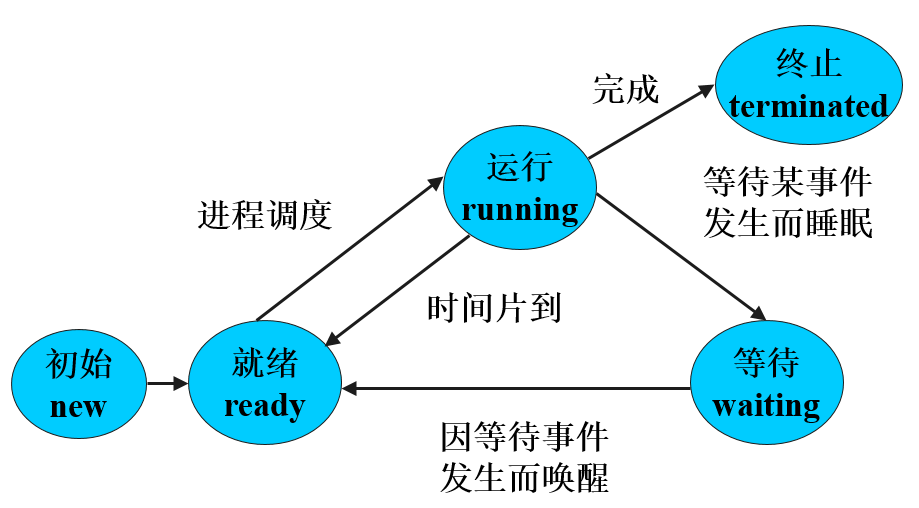 终止
terminated
完成
运行
running
等待某事件
发生而睡眠
进程调度
时间片到
初始
new
就绪
ready
等待
waiting
因等待事件
发生而唤醒